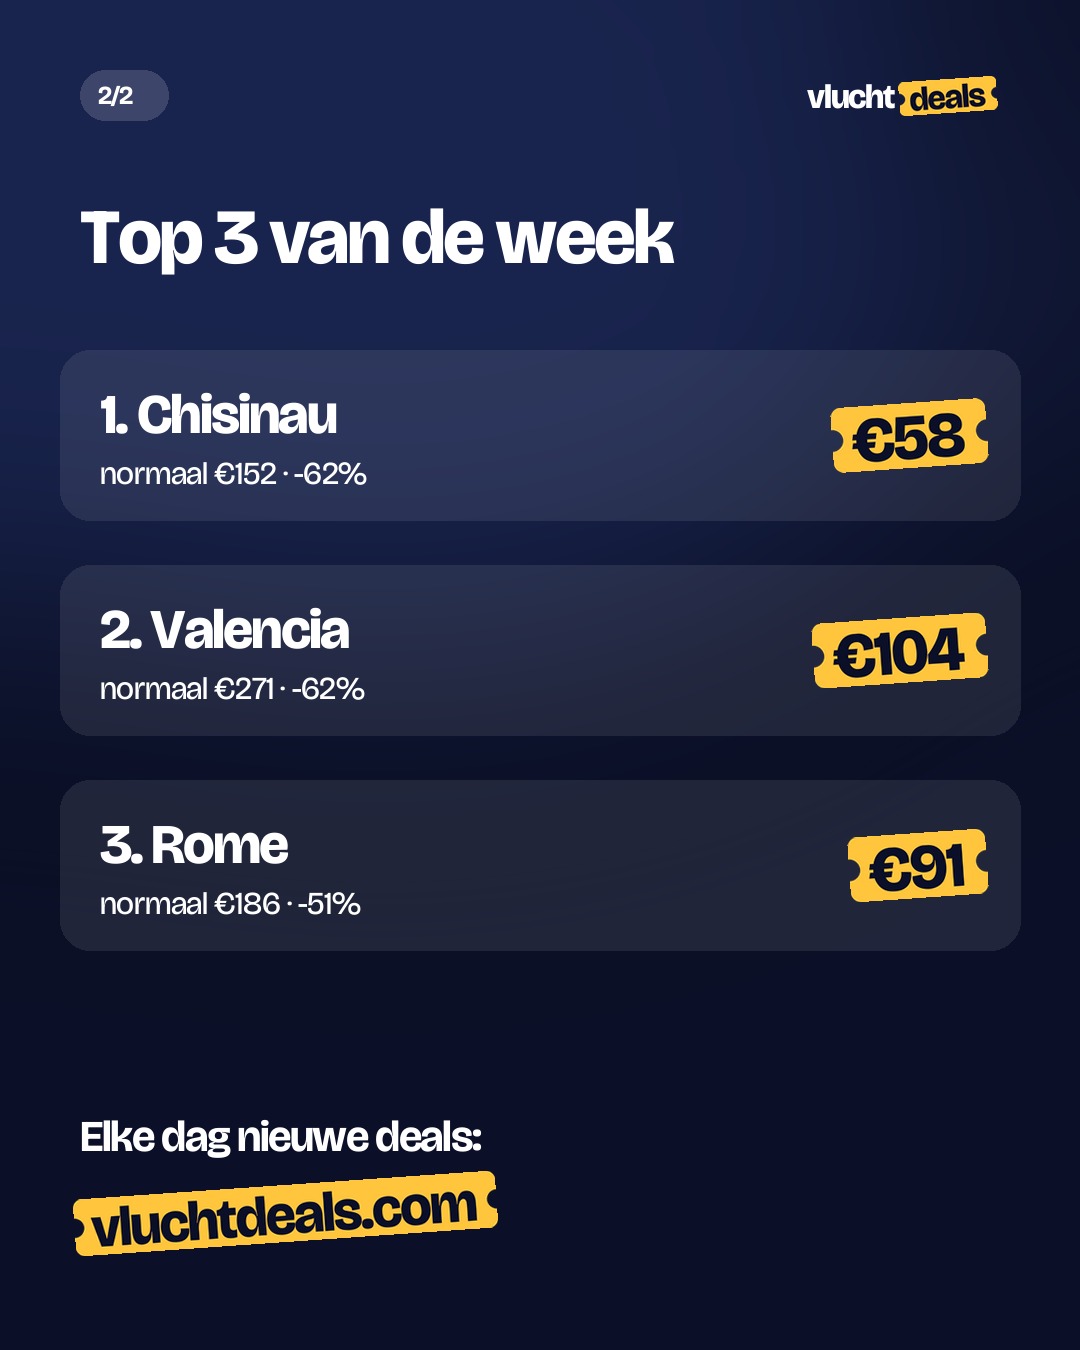 2/2
vlucht deals
Top 3 van de week
1. Chisinau
normaal €152 · -62%
€58
2. Valencia
normaal €271 · -62%
€104
3. Rome
normaal €186 · -51%
€91
Elke dag nieuwe deals:
vluchtdeals.com